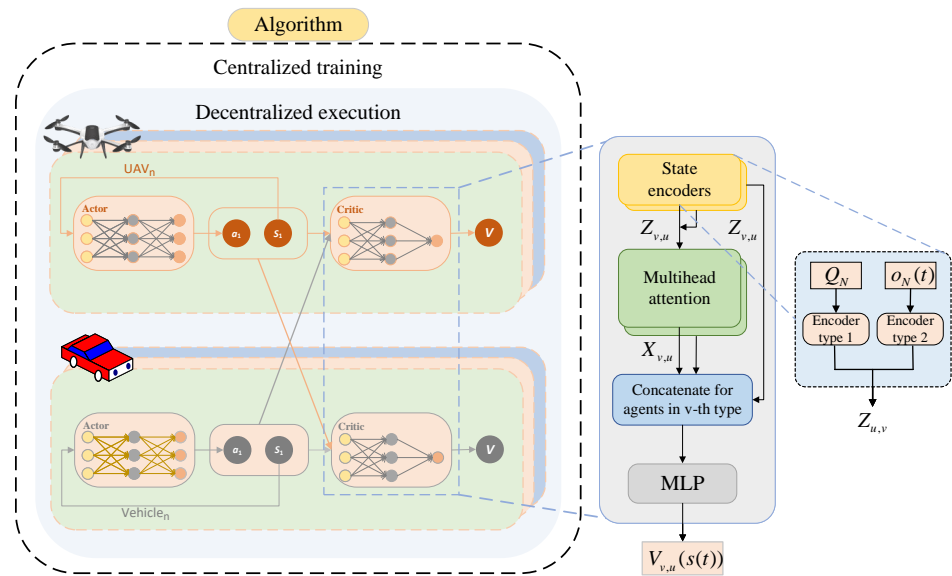 Algorithm
Centralized training
Decentralized execution
UAVn
Actor
a1
S1
Critic
V
Actor
a1
S1
Critic
V
Vehiclen
State
encoders
Zv,u
Zv,u
Multihead
attention
Xv,u
Concatenate for
agents in v-th type
MLP
Vv,u(s(t))
QN
oN(t)
Encoder
type 1
Encoder
type 2
Zu,v